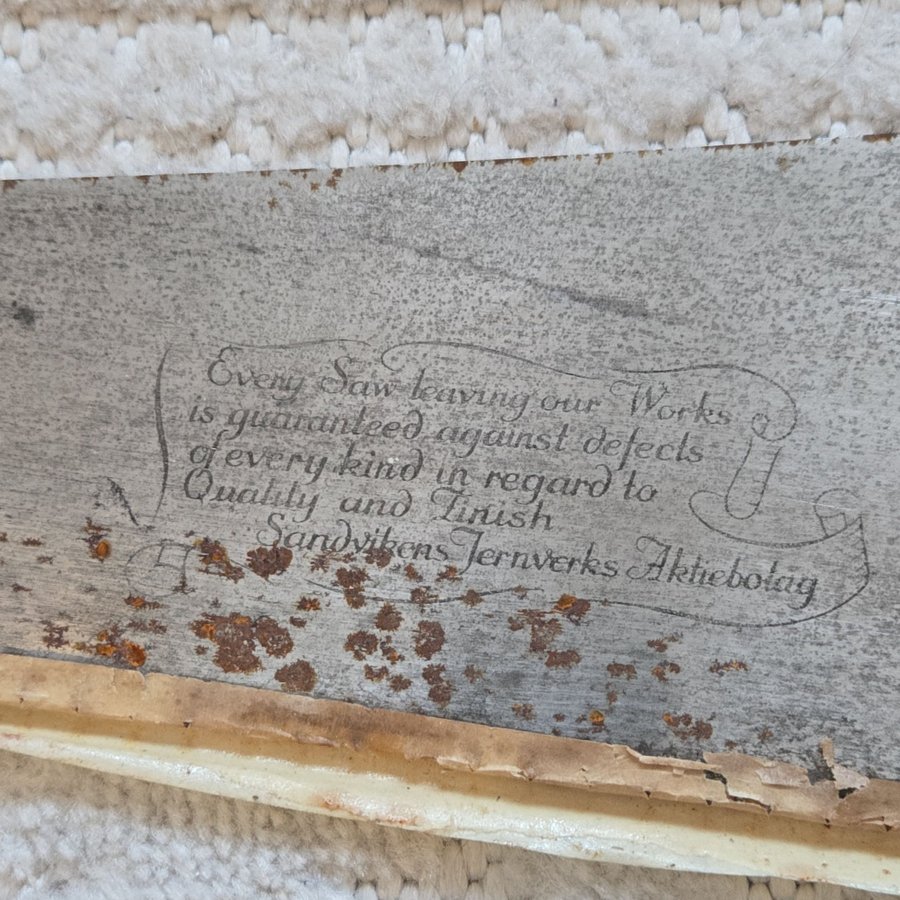 Every Saw leaving our Works
is guaranteed against defects
of every kind in regard to
Quality and Finish
Sandvikens Jernverks Aktiebolag